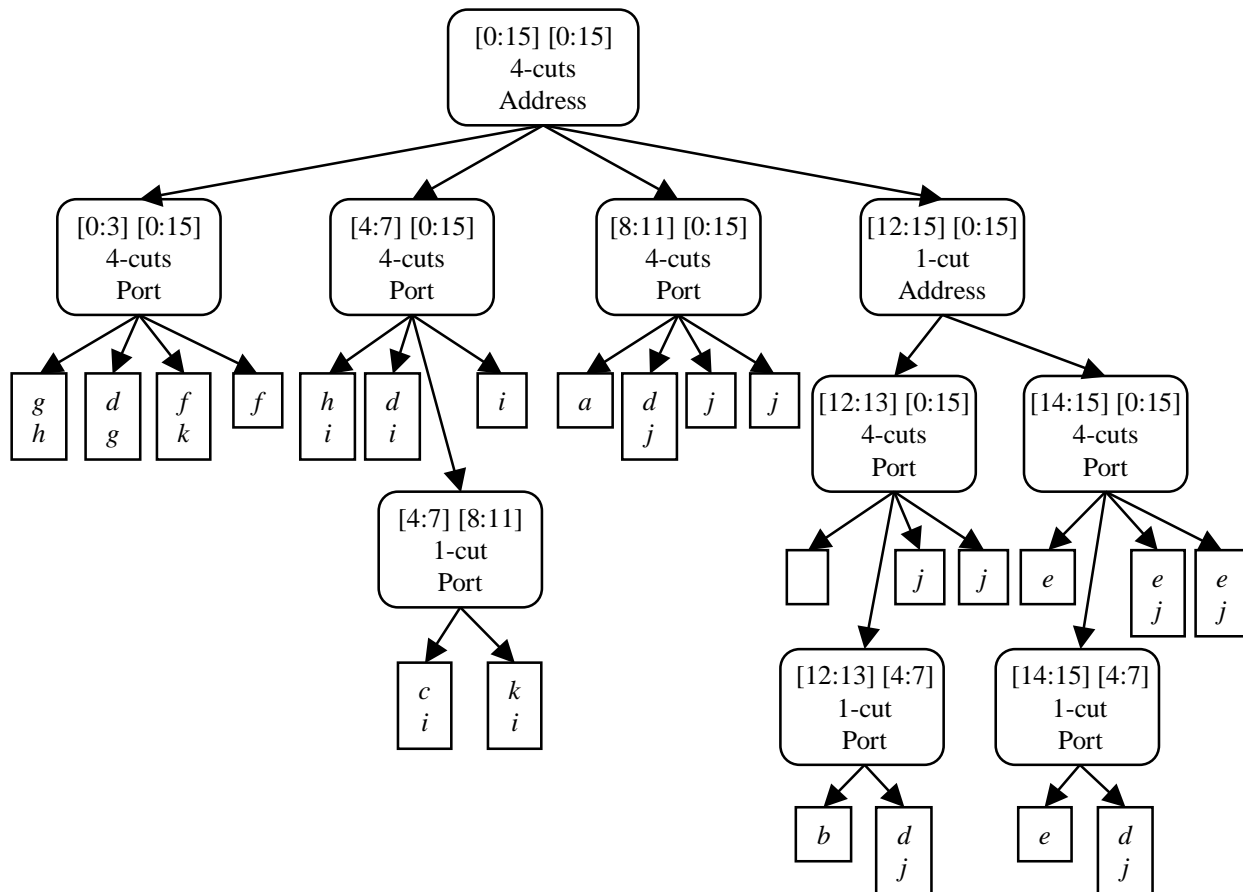 [0:15] [0:15]
4-cuts
Address
[0:3] [0:15]
4-cuts
Port
[4:7] [0:15]
4-cuts
Port
[8:11] [0:15]
4-cuts
Port
[12:15] [0:15]
1-cut
Address
g
h
d
g
f
k
f
h
i
d
i
i
a
d
j
j
j
[12:13] [0:15]
4-cuts
Port
[14:15] [0:15]
4-cuts
Port
[4:7] [8:11]
1-cut
Port
j
j
e
e
j
e
j
c
i
k
i
[12:13] [4:7]
1-cut
Port
[14:15] [4:7]
1-cut
Port
b
d
j
e
d
j